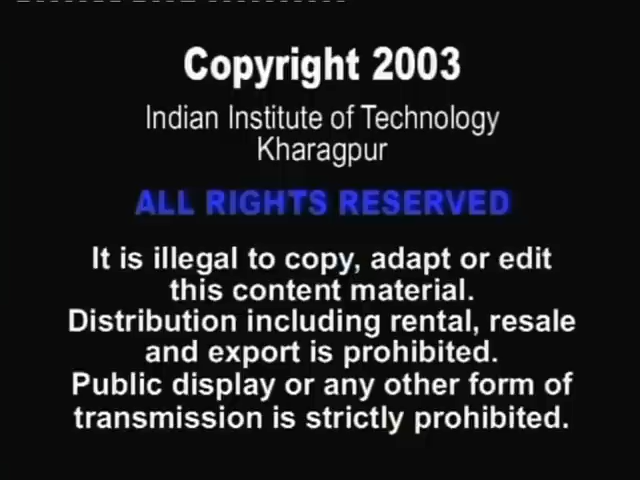 Copyright 2003
Indian Institute of Technology
Kharagpur
ALL RIGHTS RESERVED
It is illegal to copy, adapt or edit
this content material.
Distribution including rental, resale
and export is prohibited.
Public display or any other form of
transmission is strictly prohibited.